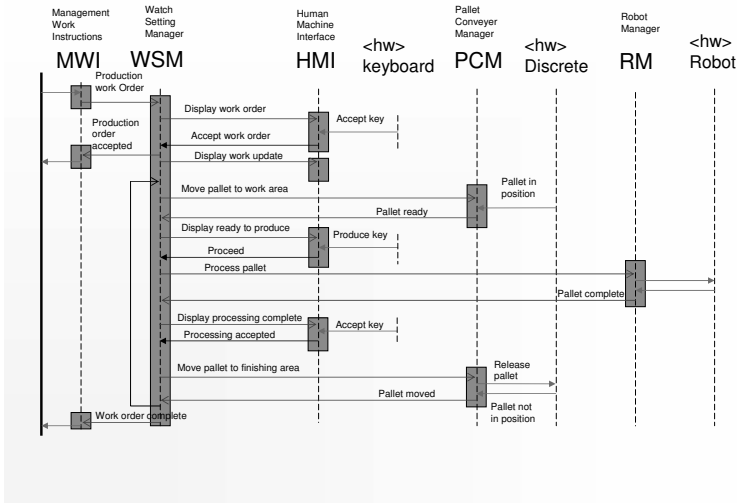 Management
Work
Instructions
MWI
Watch
Setting
Manager
WSM
Human
Machine
Interface
HMI
<hw>
keyboard
Pallet
Conveyer
Manager
PCM
<hw>
Discrete
Robot
Manager
RM
<hw>
Robot
Production
work Order
Display work order
Accept key
Production
order
accepted
Accept work order
Display work update
Move pallet to work area
Pallet in
position
Pallet ready
Display ready to produce
Produce key
Proceed
Process pallet
Pallet complete
Display processing complete
Accept key
Processing accepted
Move pallet to finishing area
Release
pallet
Pallet moved
Pallet not
in position
Work order complete